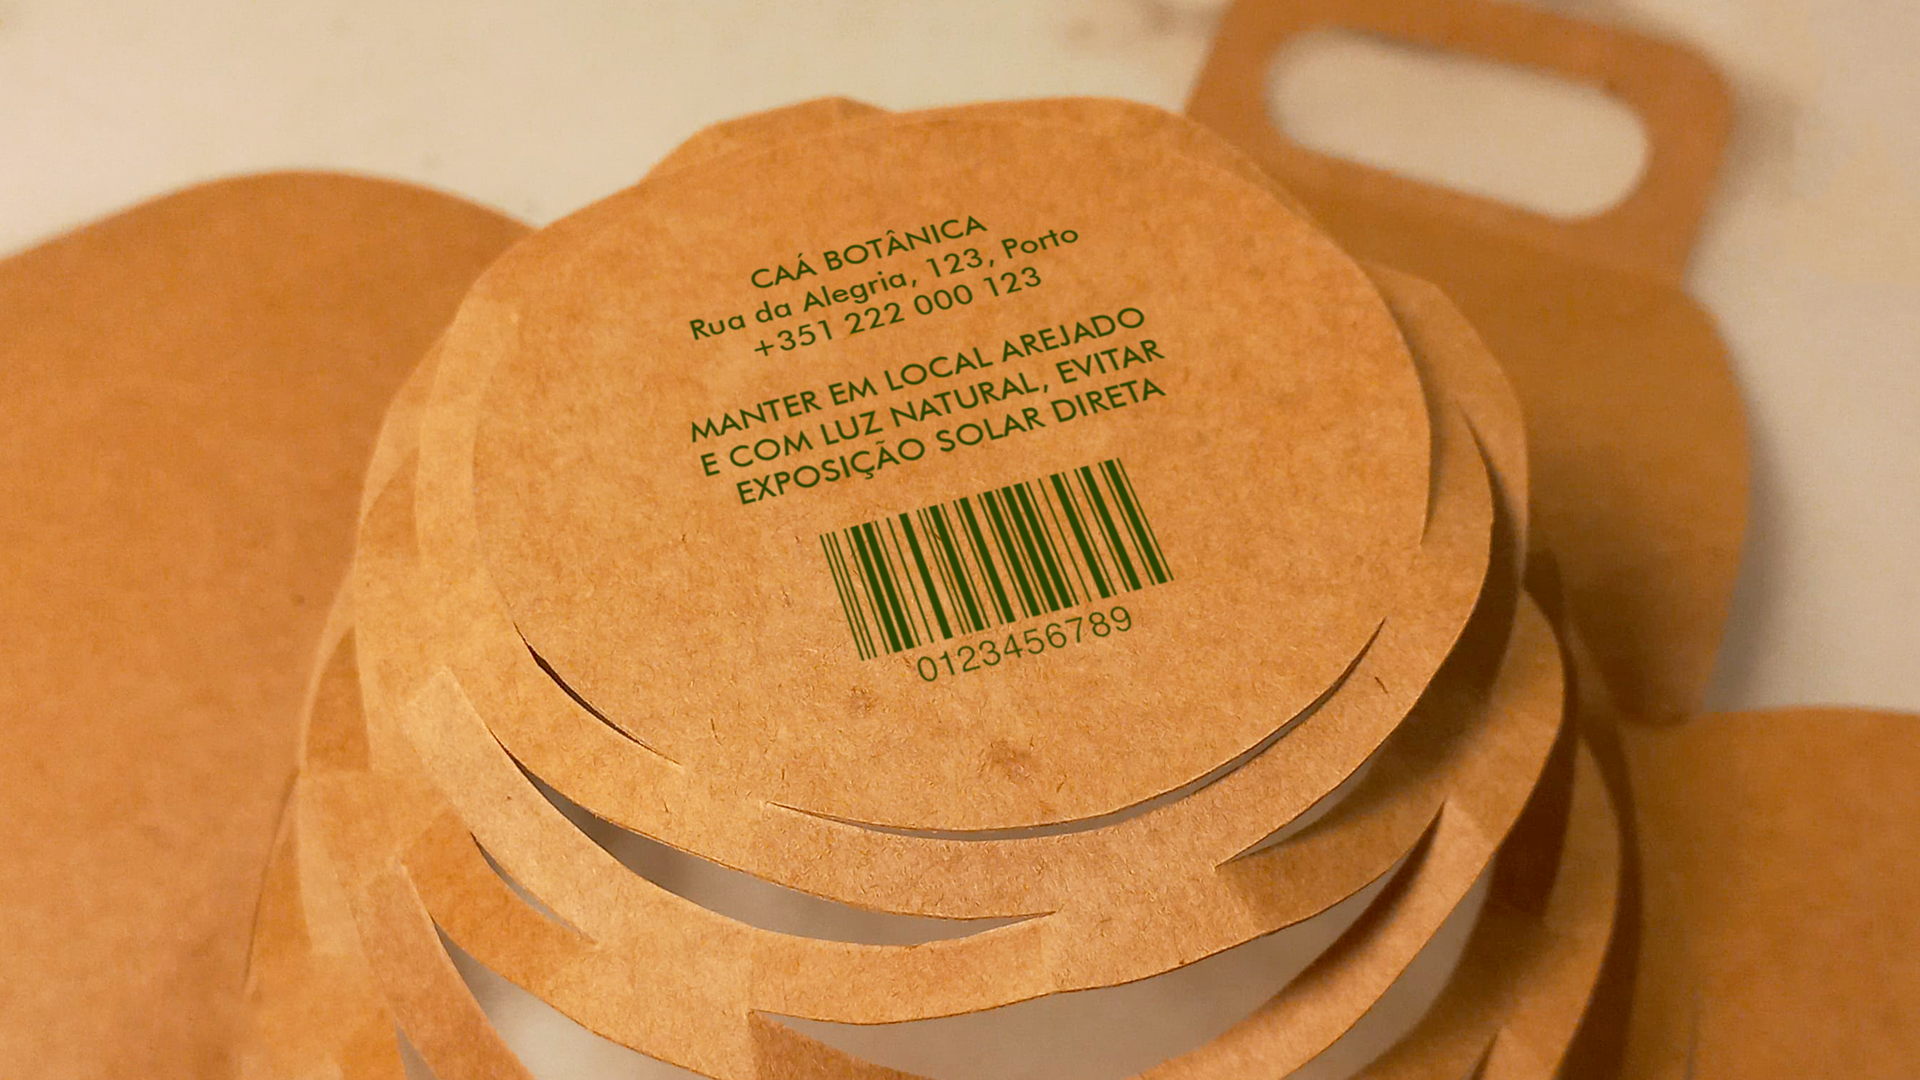 CAÁ BOTÂNICA
Rua da Alegria, 123, Porto
+351 222 000 123
MANTER EM LOCAL AREJADO
E COM LUZ NATURAL, EVITAR
EXPOSIÇÃO SOLAR DIRETA
0123456789